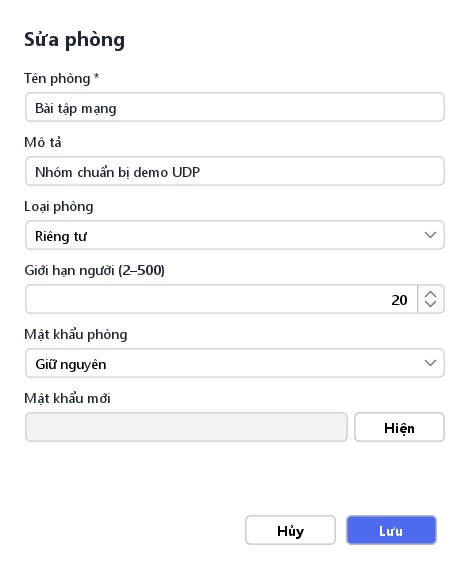 Sửa phòng
Tên phòng *
Bài tập mạng
Mô tả
Nhóm chuẩn bị demo UDP
Loại phòng
Riêng tư
Giới hạn người (2–500)
20
Mật khẩu phòng
Giữ nguyên
Mật khẩu mới
Hiện
Hủy
Lưu